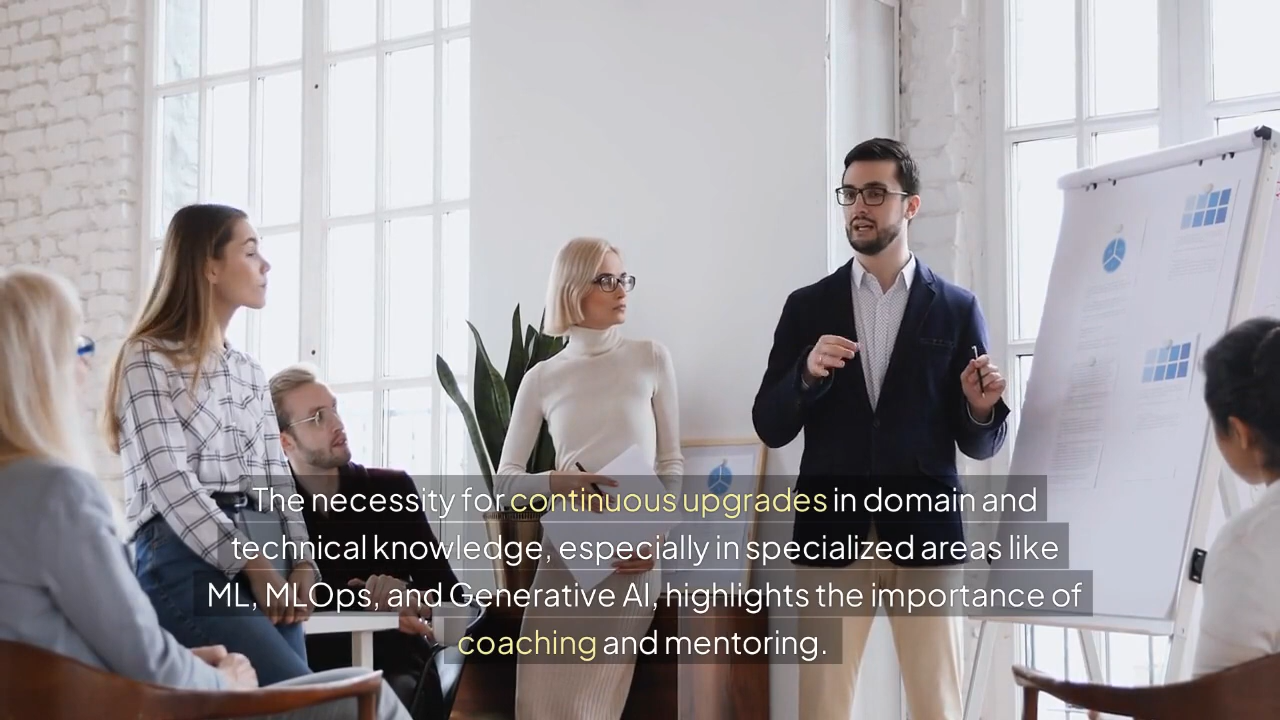 The necessity for continuous upgrades in domain and
technical knowledge, especially in specialized areas like
ML, MLOps, and Generative AI, highlights the importance of
coaching and mentoring.